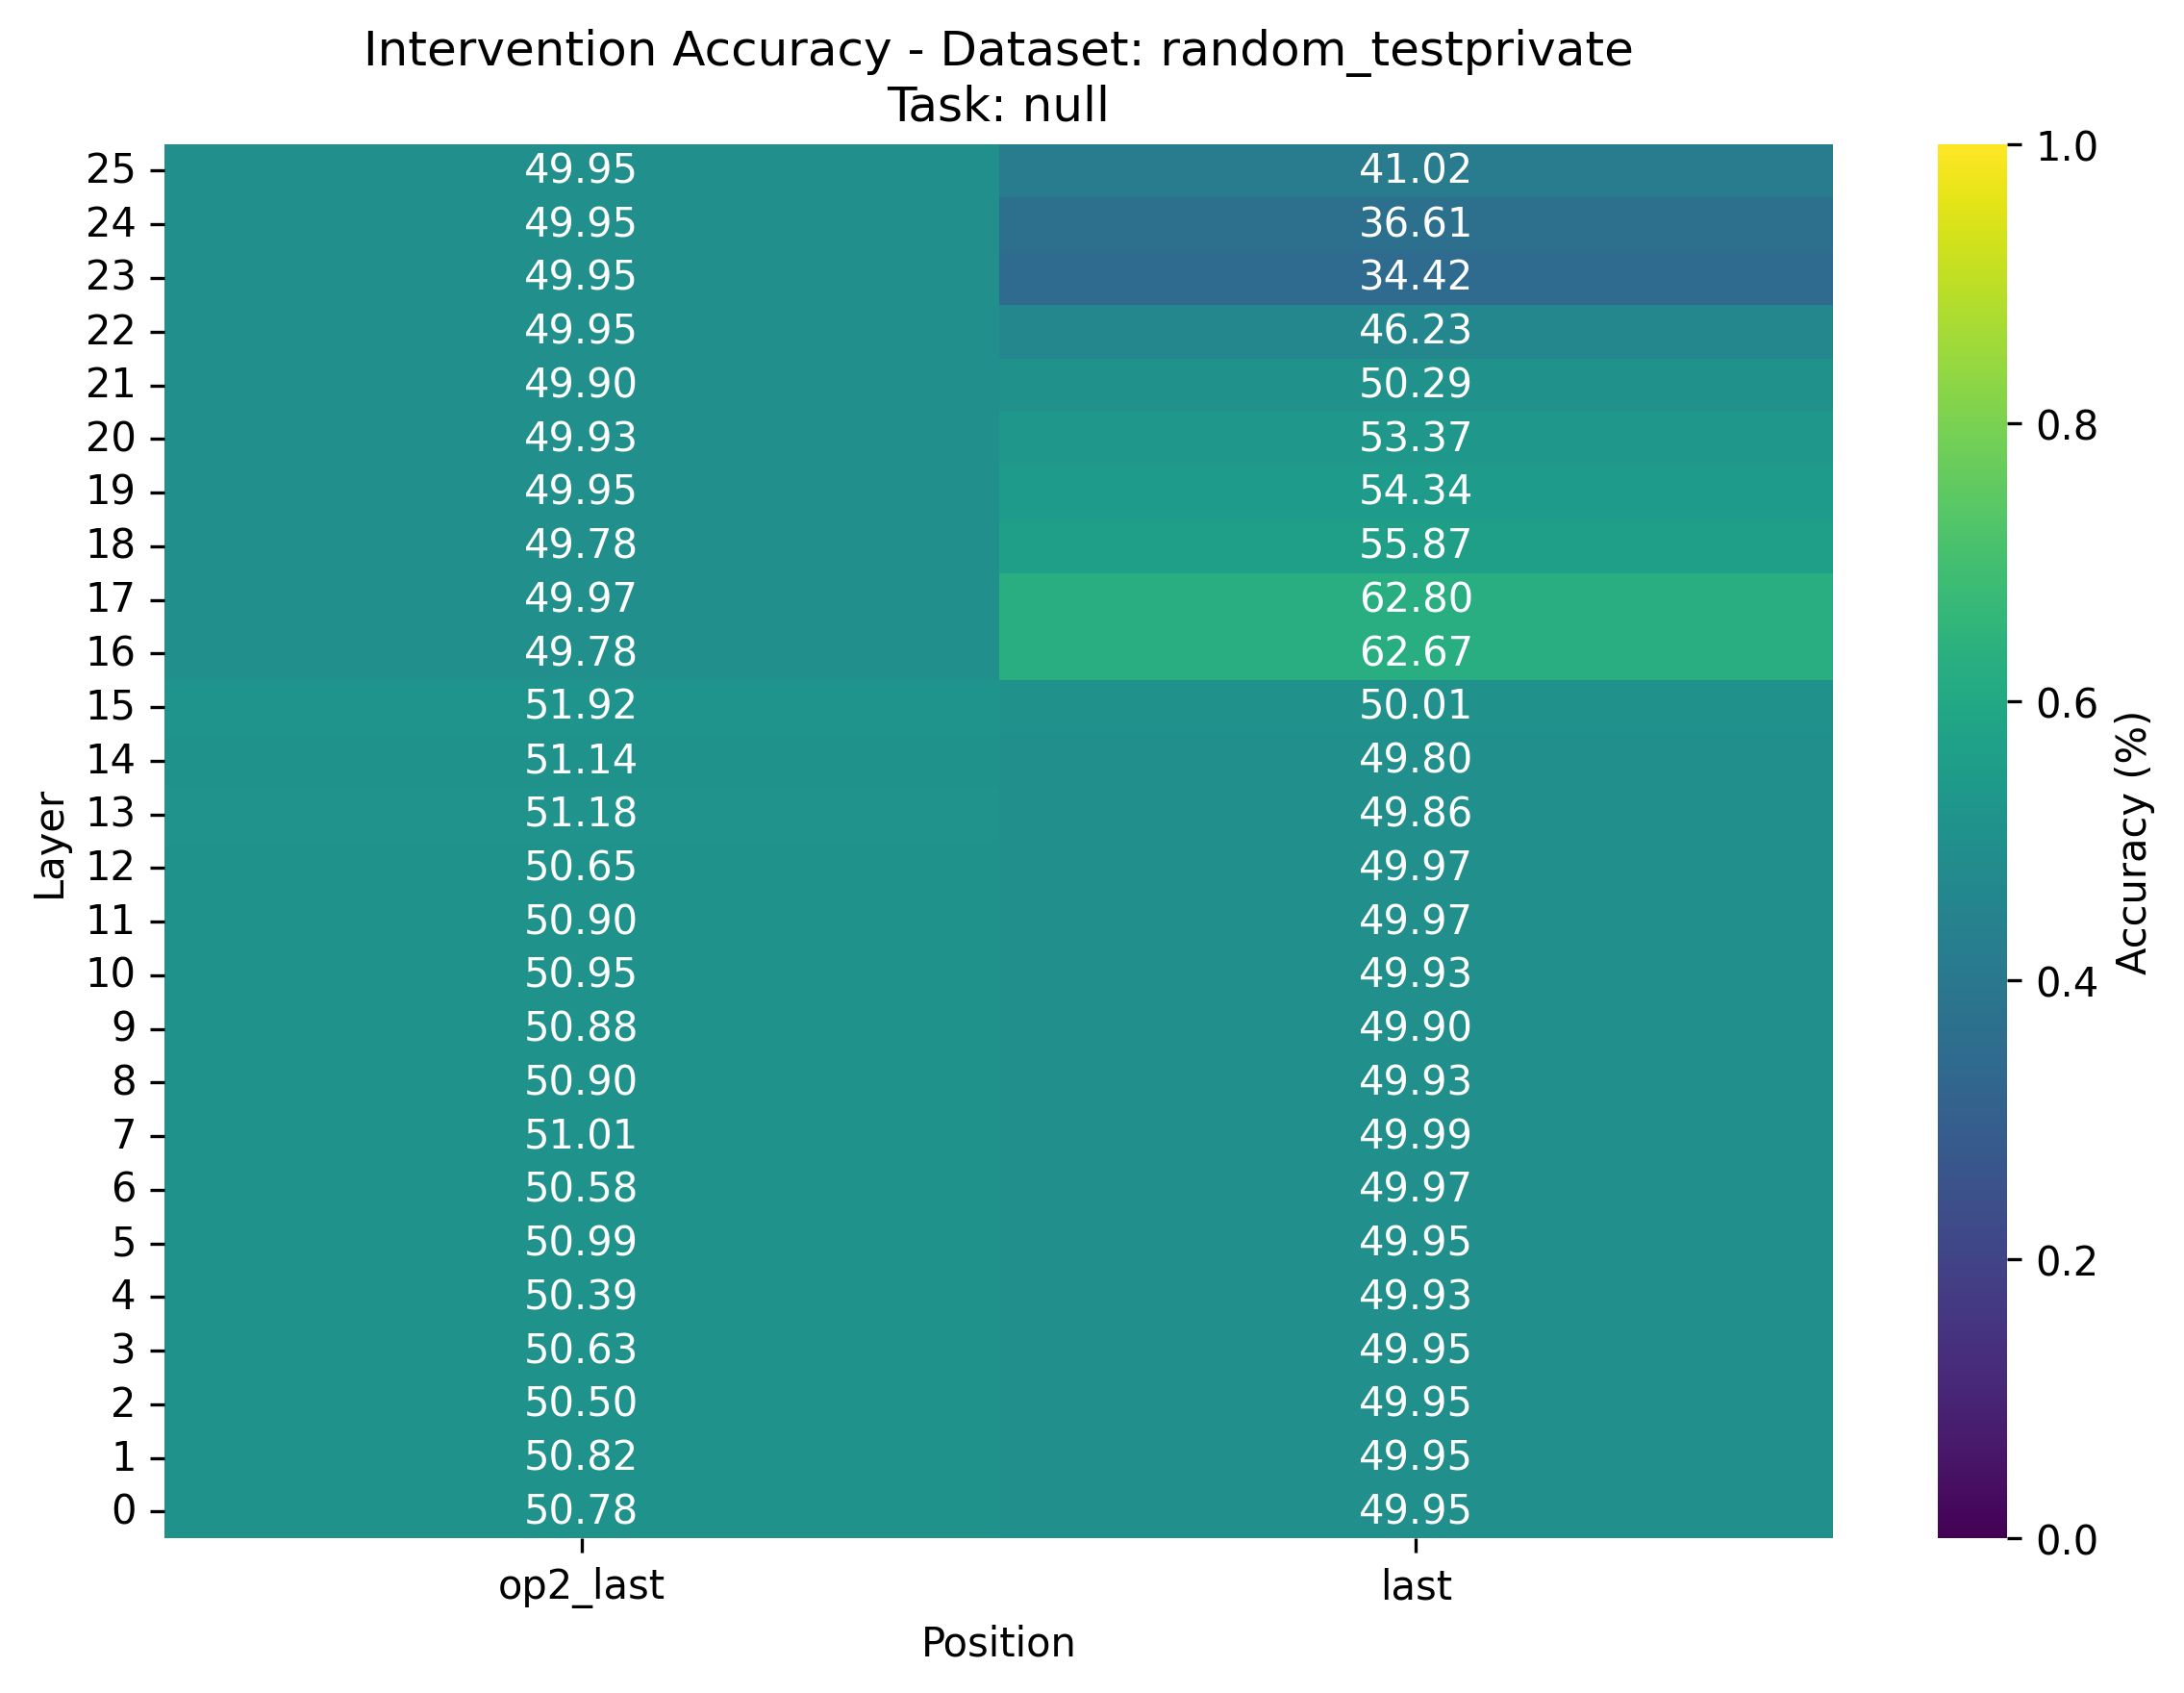 Intervention Accuracy - Dataset: random_testprivate
Task: null
25 49.95 41.02 1.0
24 49.95 36.61
23 49.95 34.42
22 49.95 46.23
21 49.90 50.29
20 49.93 53.37 0.8
19 49.95 54.34
18 49.78 55.87
17 49.97 62.80
16 49.78 62.67
15 51.92 50.01 0.6
14 51.14 49.80
13 51.18 49.86
12 50.65 49.97
11 50.90 49.97
10 50.95 49.93 0.4
9 50.88 49.90
8 50.90 49.93
7 51.01 49.99
6 50.58 49.97
5 50.99 49.95 0.2
4 50.39 49.93
3 50.63 49.95
2 50.50 49.95
1 50.82 49.95
0 50.78 49.95 0.0
Layer
Accuracy (%)
op2_last last
Position